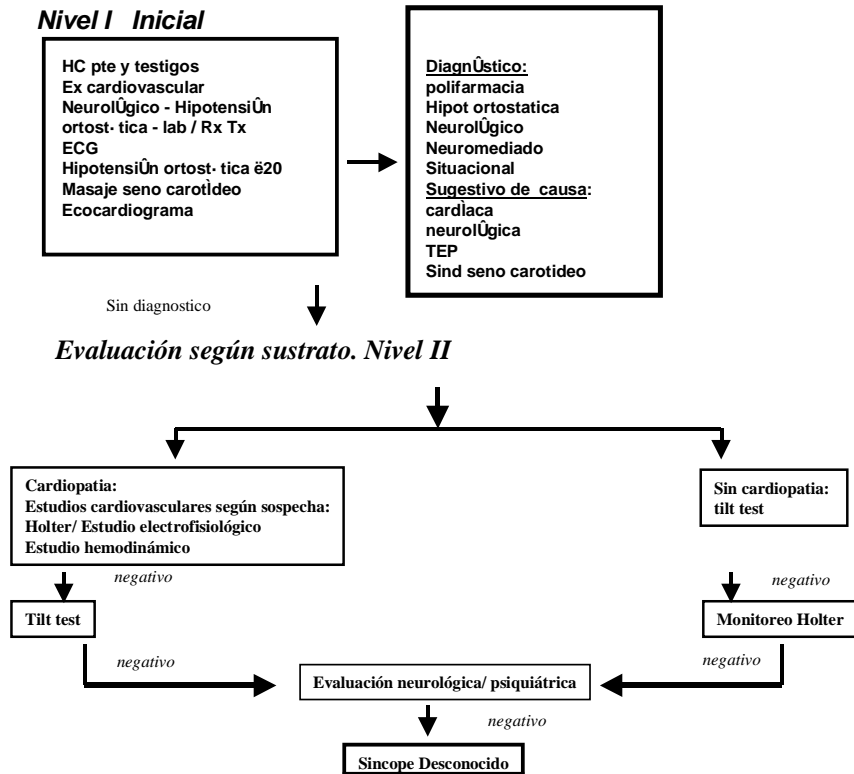 Nivel I Inicial
HC pte y testigos
Ex cardiovascular
NeurolÛgico - HipotensiÛn
ortost· tica - lab / Rx Tx
ECG
HipotensiÛn ortost· tica ë20
Masaje seno carotÌdeo
Ecocardiograma
DiagnÛstico:
polifarmacia
Hipot ortostatica
NeurolÛgico
Neuromediado
Situacional
Sugestivo de causa:
cardÌaca
neurolÛgica
TEP
Sind seno carotideo
Sin diagnostico
Evaluación según sustrato. Nivel II
Cardiopatia:
Estudios cardiovasculares según sospecha:
Holter/ Estudio electrofisiológico
Estudio hemodinámico
Sin cardiopatia:
tilt test
negativo
negativo
Tilt test
Monitoreo Holter
negativo
negativo
Evaluación neurológica/ psiquiátrica
negativo
Sincope Desconocido